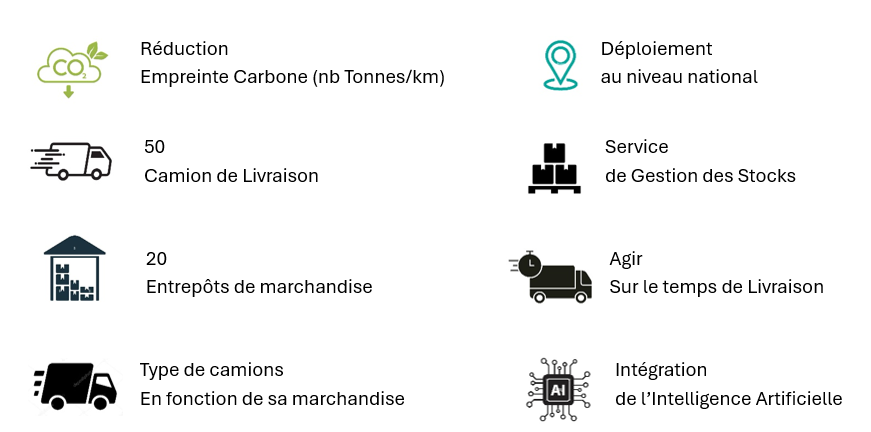 CO2
Réduction
Empreinte Carbone (nb Tonnes/km)
Déploiement
au niveau national
50
Camion de Livraison
Service
de Gestion des Stocks
20
Entrepôts de marchandise
Agir
Sur le temps de Livraison
Type de camions
En fonction de sa marchandise
AI
Intégration
de l’Intelligence Artificielle